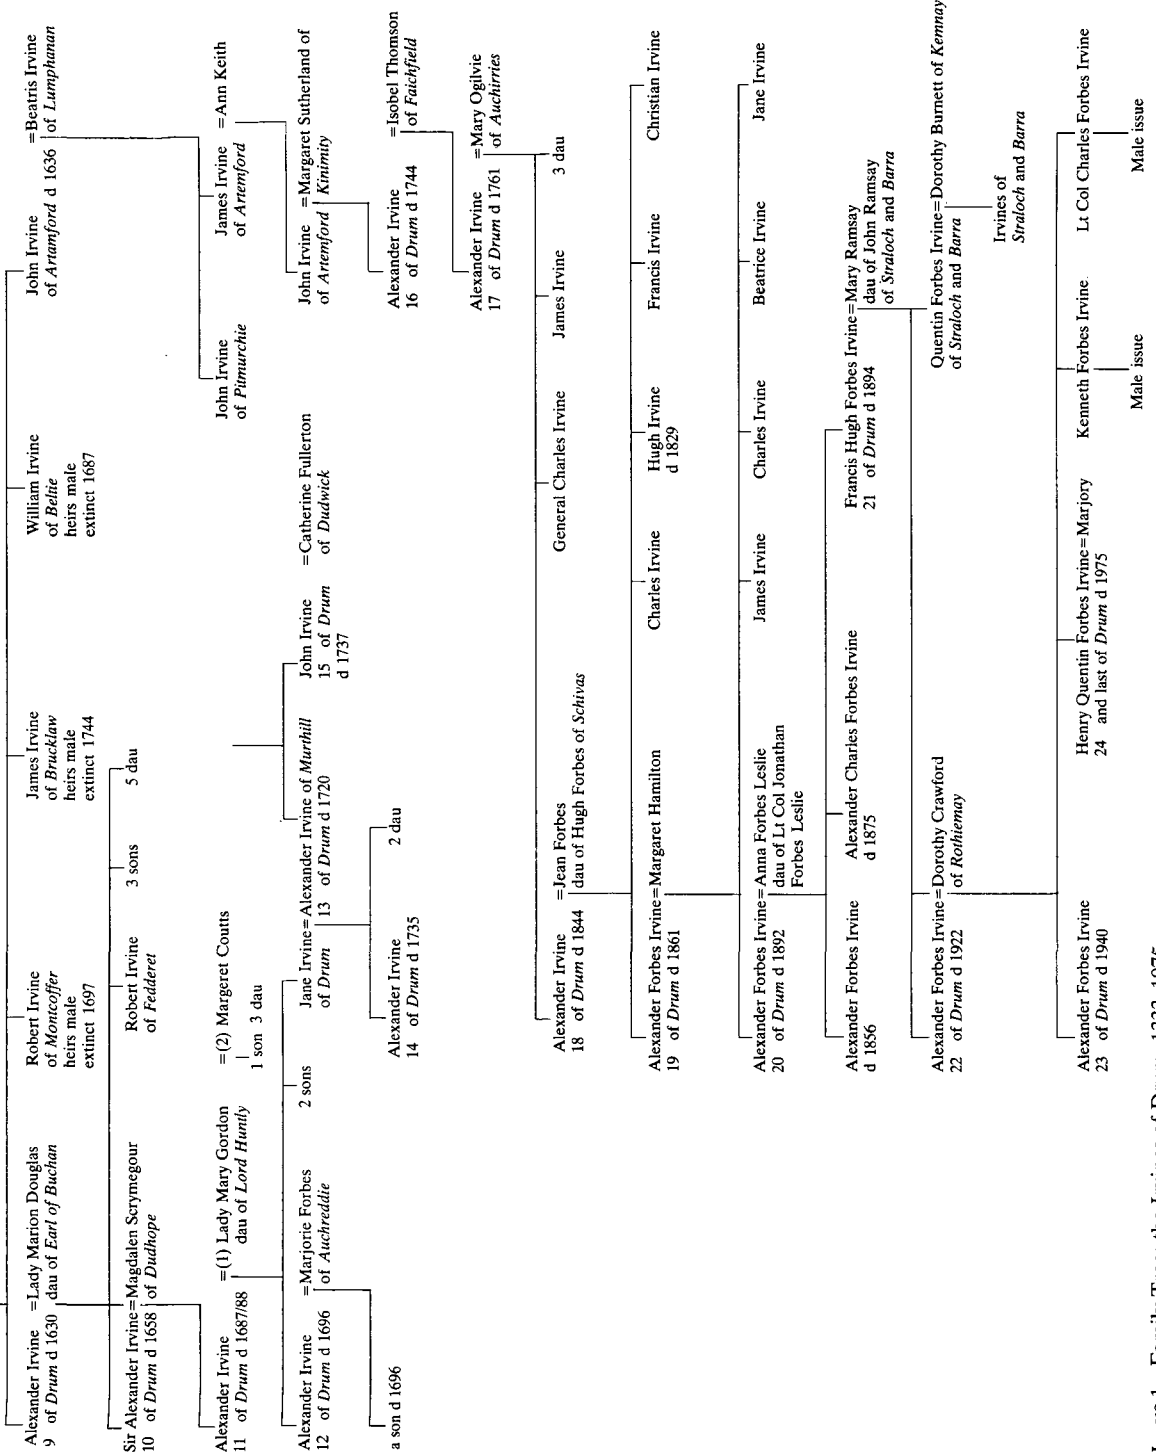 Alexander Irvine =Lady Marion Douglas
9 of Drum d 1630 dau of Earl of Buchan
Robert Irvine
of Montcoffer
heirs male
extinct 1697
James Irvine
of Brucklaw
heirs male
extinct 1744
William Irvine
of Beltie
heirs male
extinct 1687
John Irvine =Beatris Irvine
of Artamford d 1636 of Lumphanan
Sir Alexander Irvine=Magdalen Scrymegour
10 of Drum d 1658 of Dudhope
Robert Irvine
of Fedderet
3 sons
5 dau
John Irvine
of Pitmurchie
James Irvine =Ann Keith
of Artemford
Alexander Irvine =(1) Lady Mary Gordon =(2) Margeret Coutts
11 of Drum d 1687/88 dau of Lord Huntly
1 son 3 dau
Alexander Irvine =Marjorie Forbes
12 of Drum d 1696 of Auchreddie
2 sons
Jane Irvine=Alexander Irvine of Murthill
of Drum 13 of Drum d 1720
John Irvine =Catherine Fullerton
15 of Drum of Dudwick
d 1737
John Irvine =Margaret Sutherland of
of Artemford Kinimity
a son d 1696
Alexander Irvine
14 of Drum d 1735
2 dau
Alexander Irvine =Isobel Thomson
16 of Drum d 1744 of Faichfield
Alexander Irvine =Mary Ogilvie
17 of Drum d 1761 of Auchirries
Alexander Irvine =Jean Forbes
18 of Drum d 1844 dau of Hugh Forbes of Schivas
General Charles Irvine
James Irvine
3 dau
Alexander Forbes Irvine=Margaret Hamilton
19 of Drum d 1861
Charles Irvine
Hugh Irvine
d 1829
Francis Irvine
Christian Irvine
Alexander Forbes Irvine=Anna Forbes Leslie
20 of Drum d 1892 dau of Lt Col Jonathan
Forbes Leslie
James Irvine
Charles Irvine
Beatrice Irvine
Jane Irvine
Alexander Forbes Irvine
d 1856
Alexander Charles Forbes Irvine
d 1875
Francis Hugh Forbes Irvine=Mary Ramsay
21 of Drum d 1894 dau of John Ramsay
of Straloch and Barra
Alexander Forbes Irvine=Dorothy Crawford
22 of Drum d 1922 of Rothiemay
Quentin Forbes Irvine=Dorothy Burnett of Kemnay
of Straloch and Barra
Irvines of
Straloch and Barra
Alexander Forbes Irvine
23 of Drum d 1940
Henry Quentin Forbes Irvine=Marjory
24 and last of Drum d 1975
Kenneth Forbes Irvine.
Lt Col Charles Forbes Irvine
Male issue
Male issue
Family Tree: the Irvines of Drum